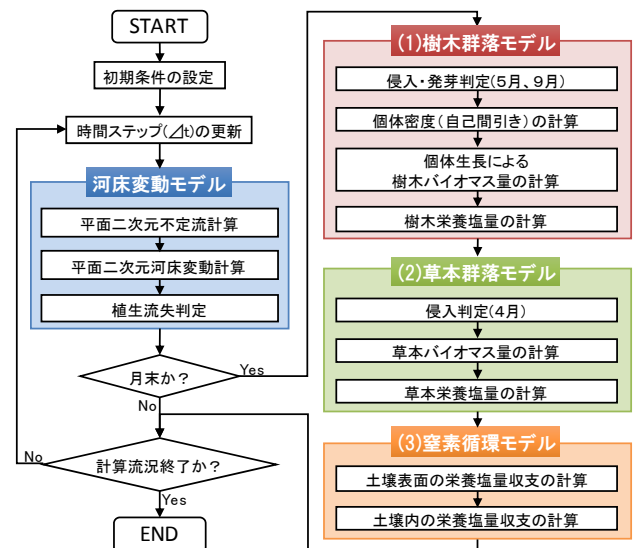 START
初期条件の設定
時間ステップ(⊿t)の更新
河床変動モデル
平面二次元不定流計算
平面二次元河床変動計算
植生流失判定
月末か？
Yes
No
計算流況終了か？
No
Yes
END
(1)樹木群落モデル
侵入・発芽判定(5月、9月)
個体密度(自己間引き)の計算
個体生長による
樹木バイオマス量の計算
樹木栄養塩量の計算
(2)草本群落モデル
侵入判定(4月)
草本バイオマス量の計算
草本栄養塩量の計算
(3)窒素循環モデル
土壌表面の栄養塩量収支の計算
土壌内の栄養塩量収支の計算